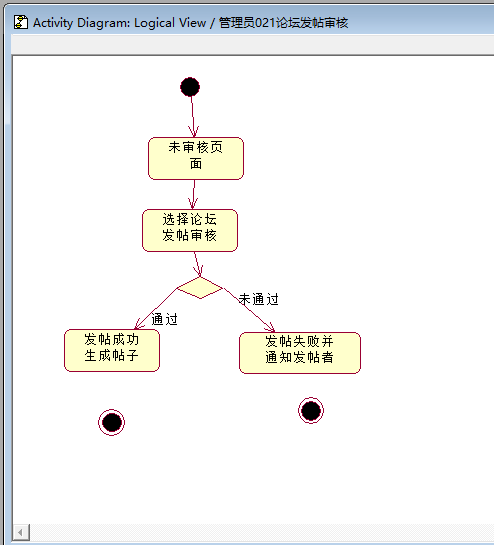 Activity Diagram: Logical View / 管理员021论坛发帖审核
未审核页
面
选择论坛
发帖审核
未通过
通过
发帖成功
生成帖子
发帖失败并
通知发帖者